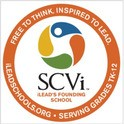 FREE TO THINK. INSPIRED TO LEAD.
SCVi
iLEAD'S FOUNDING
SCHOOL
iLEADSCHOOLS.ORG • SERVING GRADES TK-12